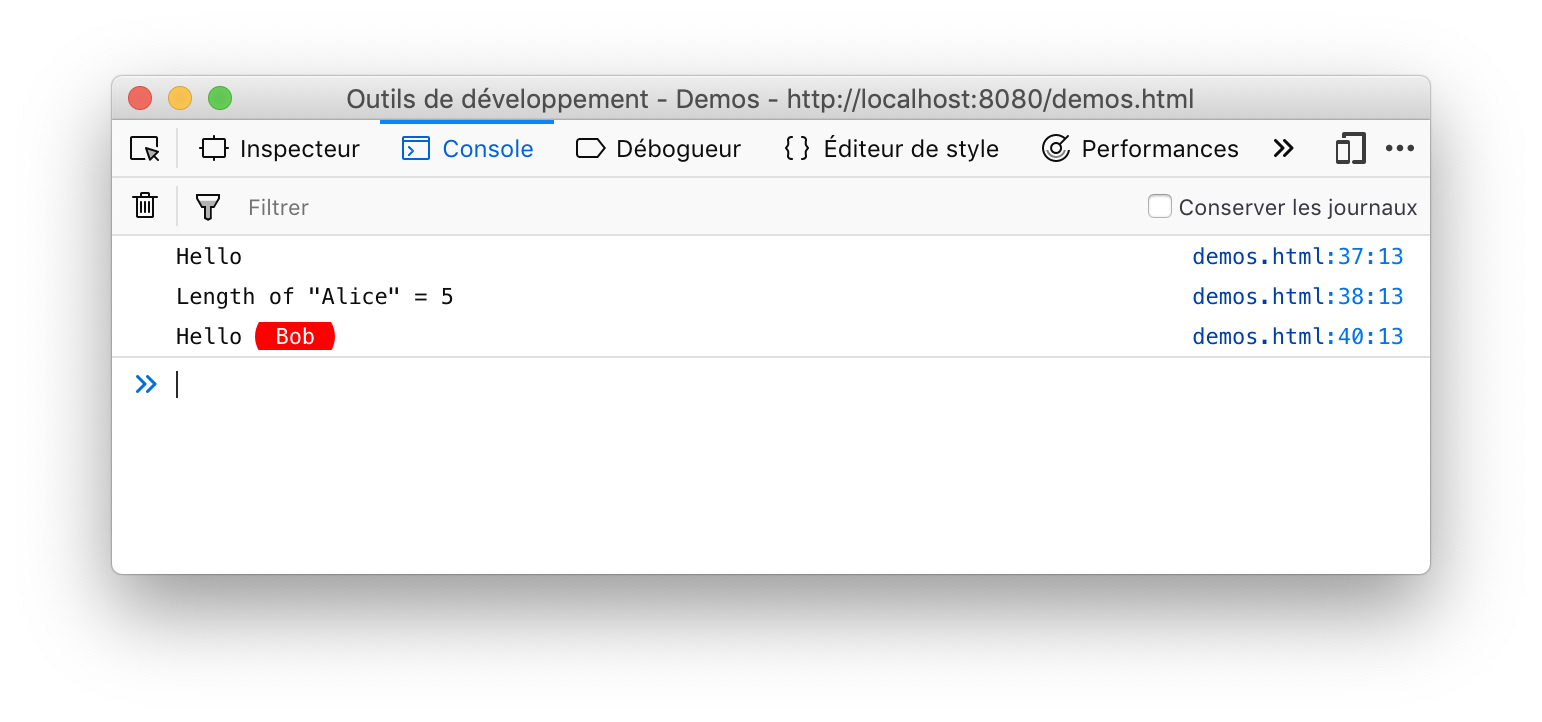 Outils de développement - Demos - http://localhost:8080/demos.html
Inspecteur Console Débogueur Éditeur de style Performances
Filtrer Conserver les journaux
Hello demos.html:37:13
Length of "Alice" = 5 demos.html:38:13
Hello Bob demos.html:40:13